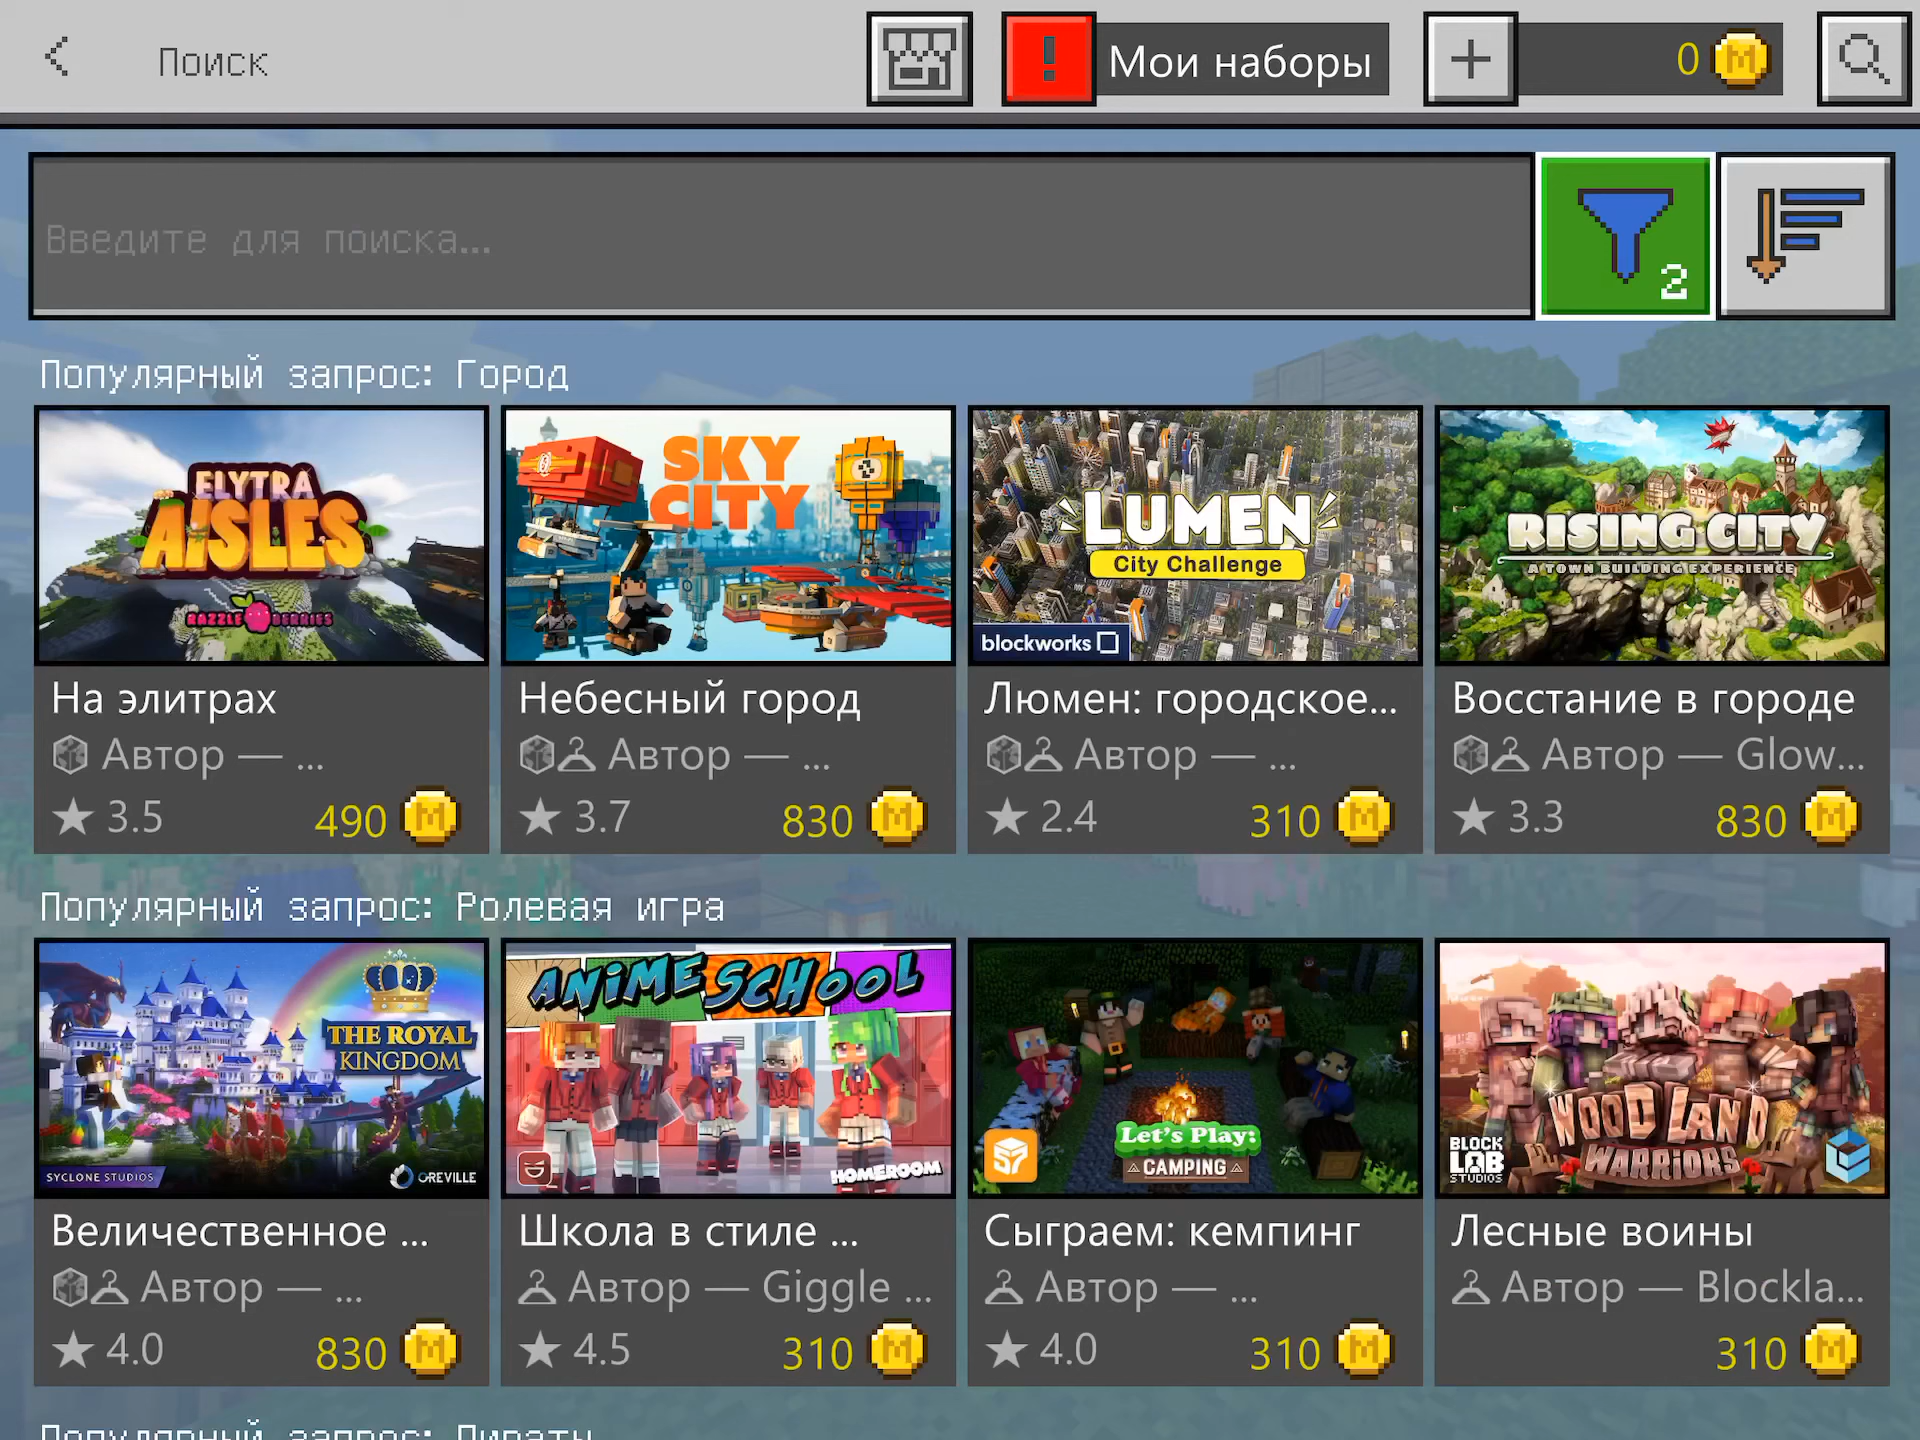 Поиск
! Мои наборы
0
Введите для поиска...
2
Популярный запрос: Город
ELYTRA
AISLES
RAZZLEBERRIES
SKY
CITY
LUMEN
City Challenge
blockworks
RISING CITY
A TOWN BUILDING EXPERIENCE
На элитрах
Небесный город
Люмен: городское...
Восстание в городе
Автор — ...
Автор — ...
Автор — ...
Автор — Glow...
3.5 490
3.7 830
2.4 310
3.3 830
Популярный запрос: Ролевая игра
THE ROYAL
KINGDOM
SYCLONE STUDIOS
OREVILLE
ANIME SCHOOL
HOMEROOM
Let's Play:
CAMPING
WOODLAND
WARRIORS
BLOCK
LAB
STUDIOS
Величественное ...
Школа в стиле ...
Сыграем: кемпинг
Лесные воины
Автор — ...
Автор — Giggle ...
Автор — ...
Автор — Blockla...
4.0 830
4.5 310
4.0 310
310
Популярный запрос: Пираты